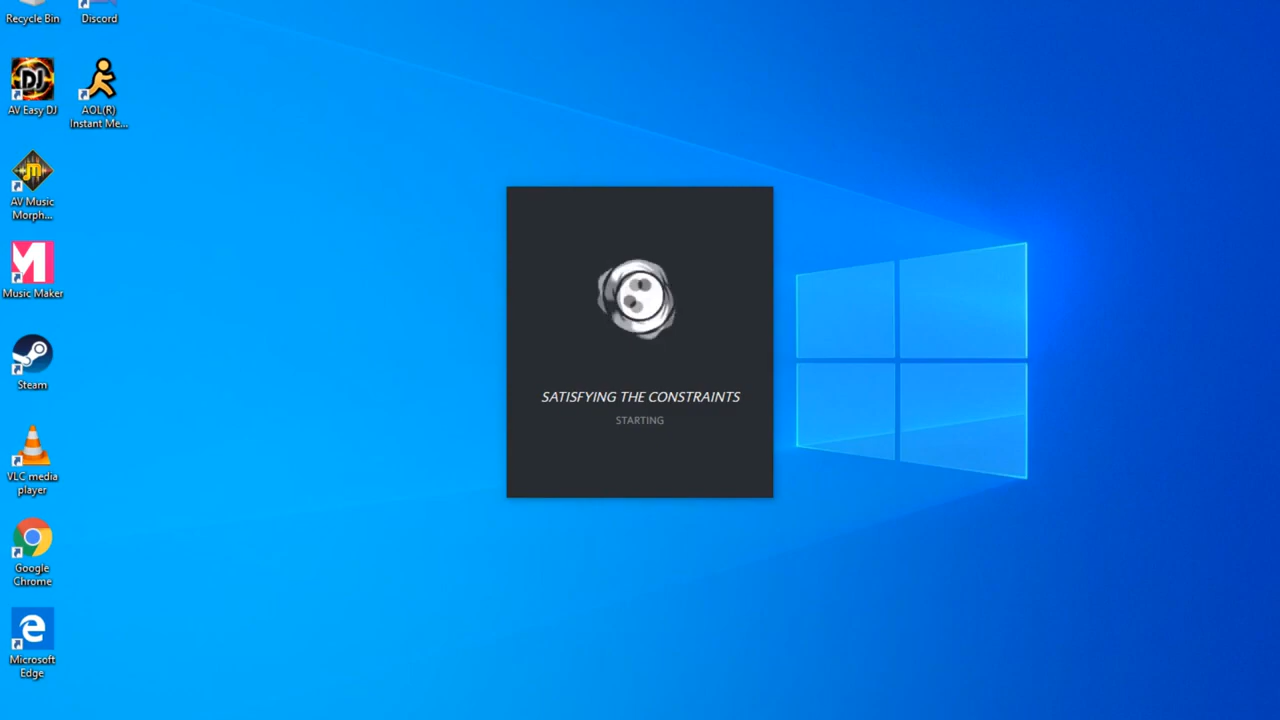 Recycle Bin
Discord
AV Easy DJ
AOL(R)
Instant Me...
AV Music
Morph...
Music Maker
Steam
VLC media
player
Google
Chrome
Microsoft
Edge
SATISFYING THE CONSTRAINTS
STARTING